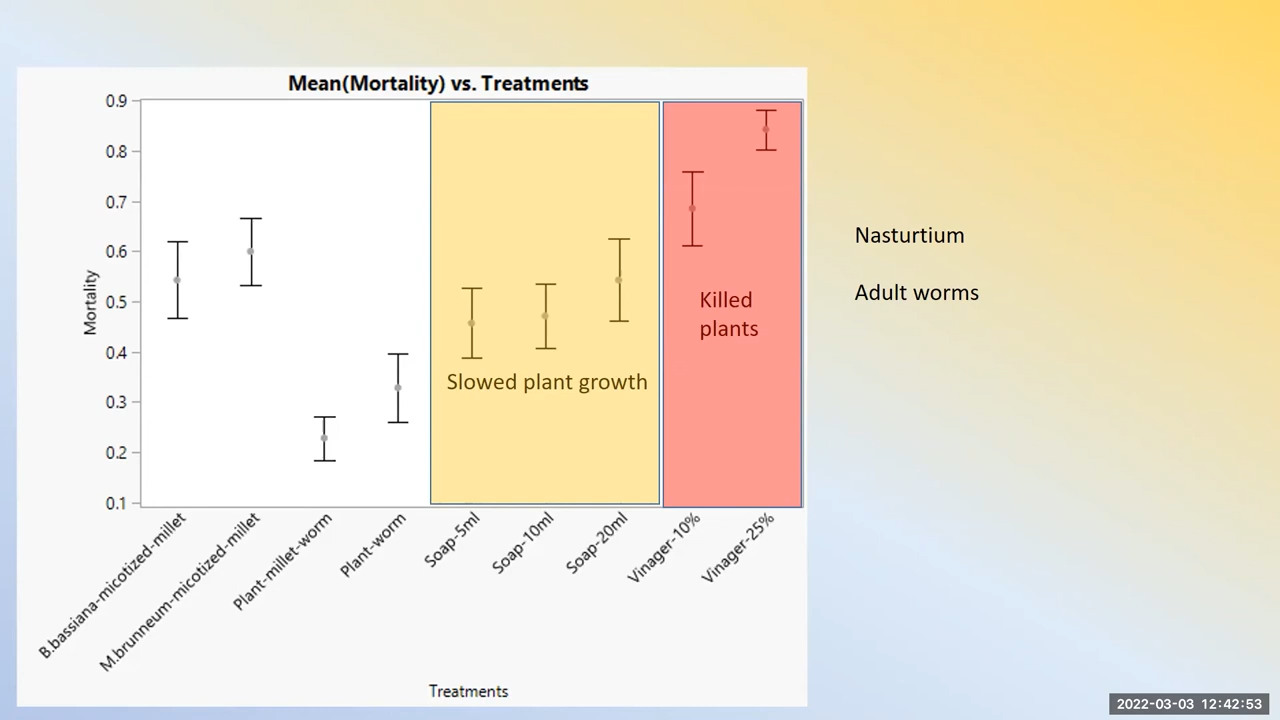 Mean(Mortality) vs. Treatments
0.9
0.8
0.7
0.6
0.5
0.4
0.3
0.2
0.1
Mortality
Killed
plants
Slowed plant growth
B.bassiana-micotized-millet
M.brunneum-micotized-millet
Plant-millet-worm
Plant-worm
Soap-5ml
Soap-10ml
Soap-20ml
Vinager-10%
Vinager-25%
Treatments
Nasturtium
Adult worms
2022-03-03 12:42:53